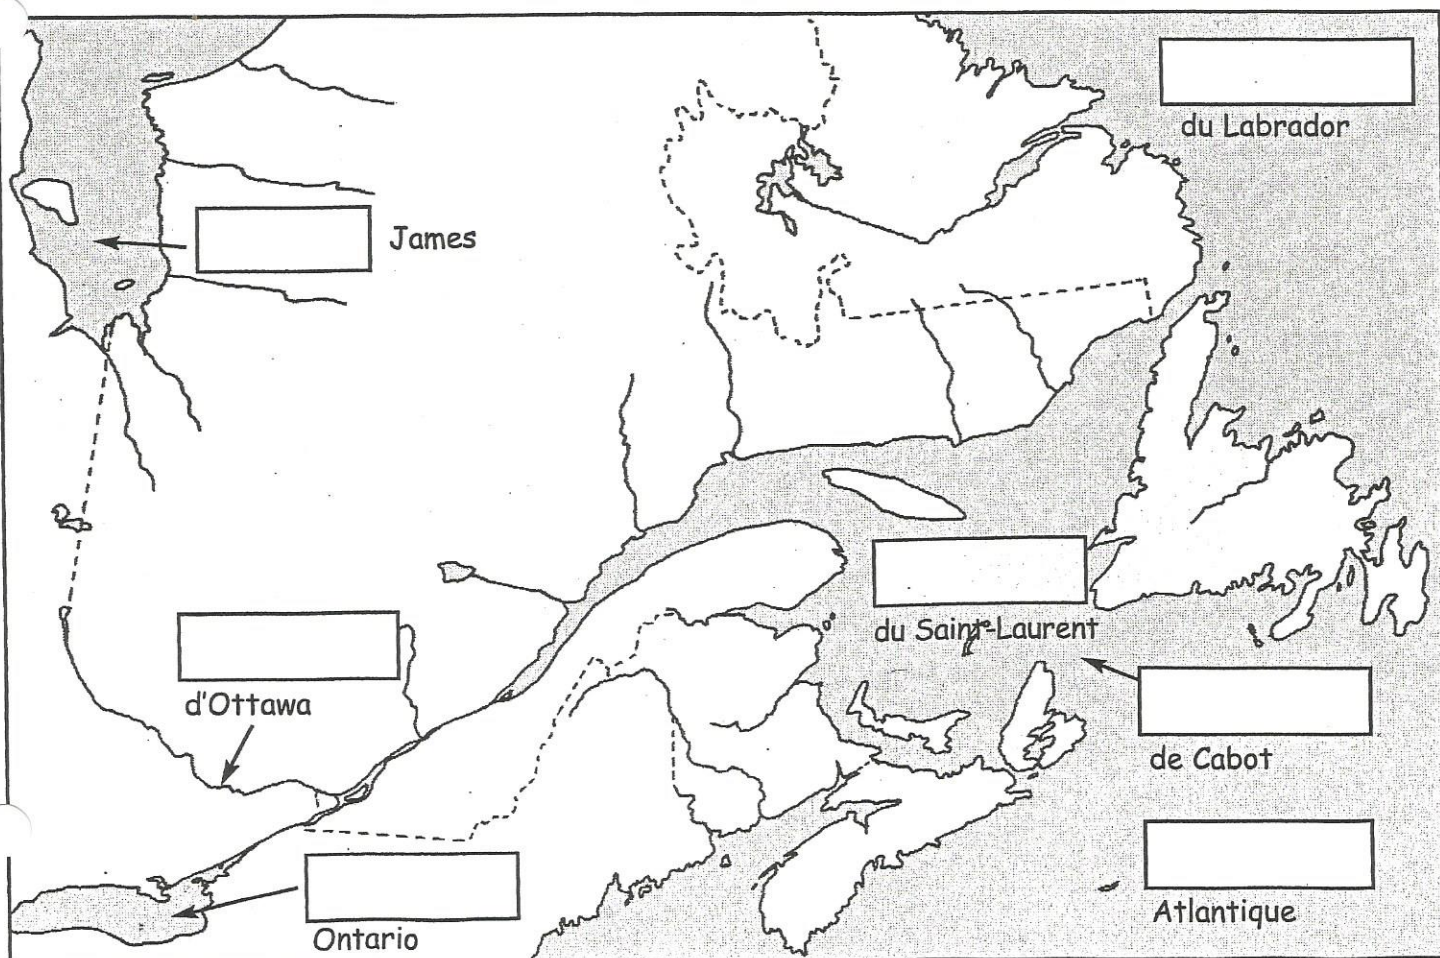 du Labrador
James
du Saint-Laurent
d'Ottawa
de Cabot
Atlantique
Ontario